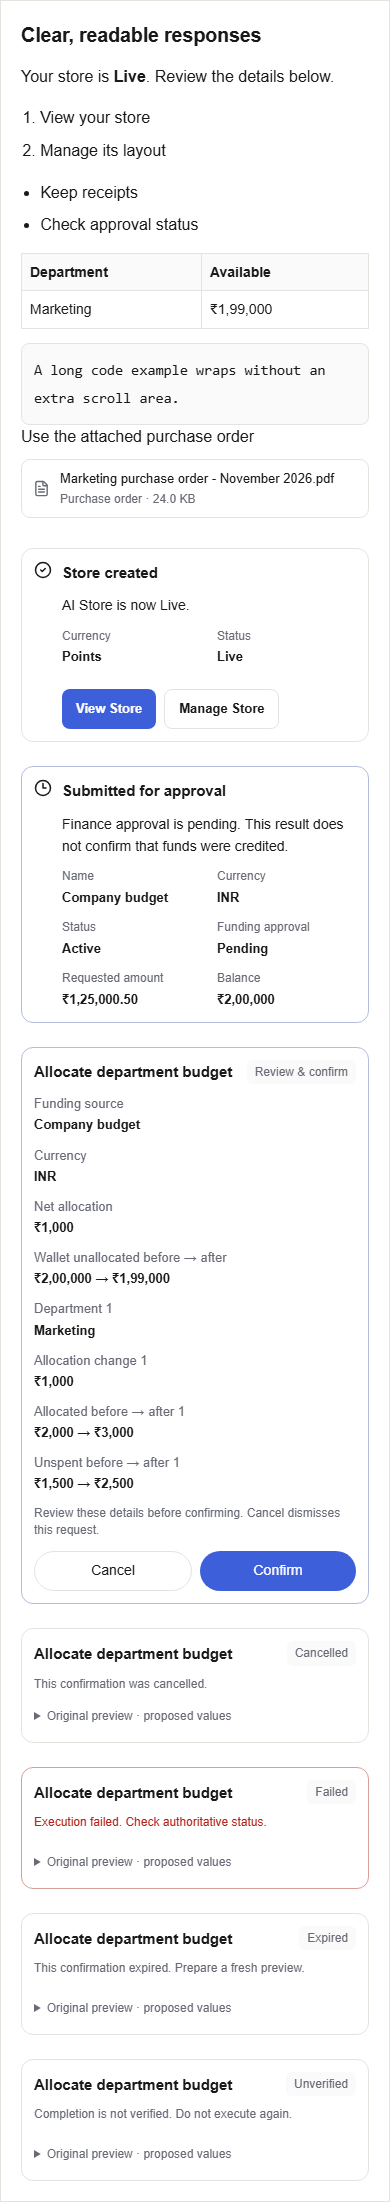 Clear, readable responses
Your store is Live. Review the details below.
1. View your store
2. Manage its layout
• Keep receipts
• Check approval status
Department Available
Marketing ₹1,99,000
A long code example wraps without an
extra scroll area.
Use the attached purchase order
Marketing purchase order - November 2026.pdf
Purchase order · 24.0 KB
Store created
AI Store is now Live.
Currency Status
Points Live
View Store Manage Store
Submitted for approval
Finance approval is pending. This result does
not confirm that funds were credited.
Name Currency
Company budget INR
Status Funding approval
Active Pending
Requested amount Balance
₹1,25,000.50 ₹2,00,000
Allocate department budget Review & confirm
Funding source
Company budget
Currency
INR
Net allocation
₹1,000
Wallet unallocated before → after
₹2,00,000 → ₹1,99,000
Department 1
Marketing
Allocation change 1
₹1,000
Allocated before → after 1
₹2,000 → ₹3,000
Unspent before → after 1
₹1,500 → ₹2,500
Review these details before confirming. Cancel dismisses
this request.
Cancel Confirm
Allocate department budget Cancelled
This confirmation was cancelled.
▶ Original preview · proposed values
Allocate department budget Failed
Execution failed. Check authoritative status.
▶ Original preview · proposed values
Allocate department budget Expired
This confirmation expired. Prepare a fresh preview.
▶ Original preview · proposed values
Allocate department budget Unverified
Completion is not verified. Do not execute again.
▶ Original preview · proposed values